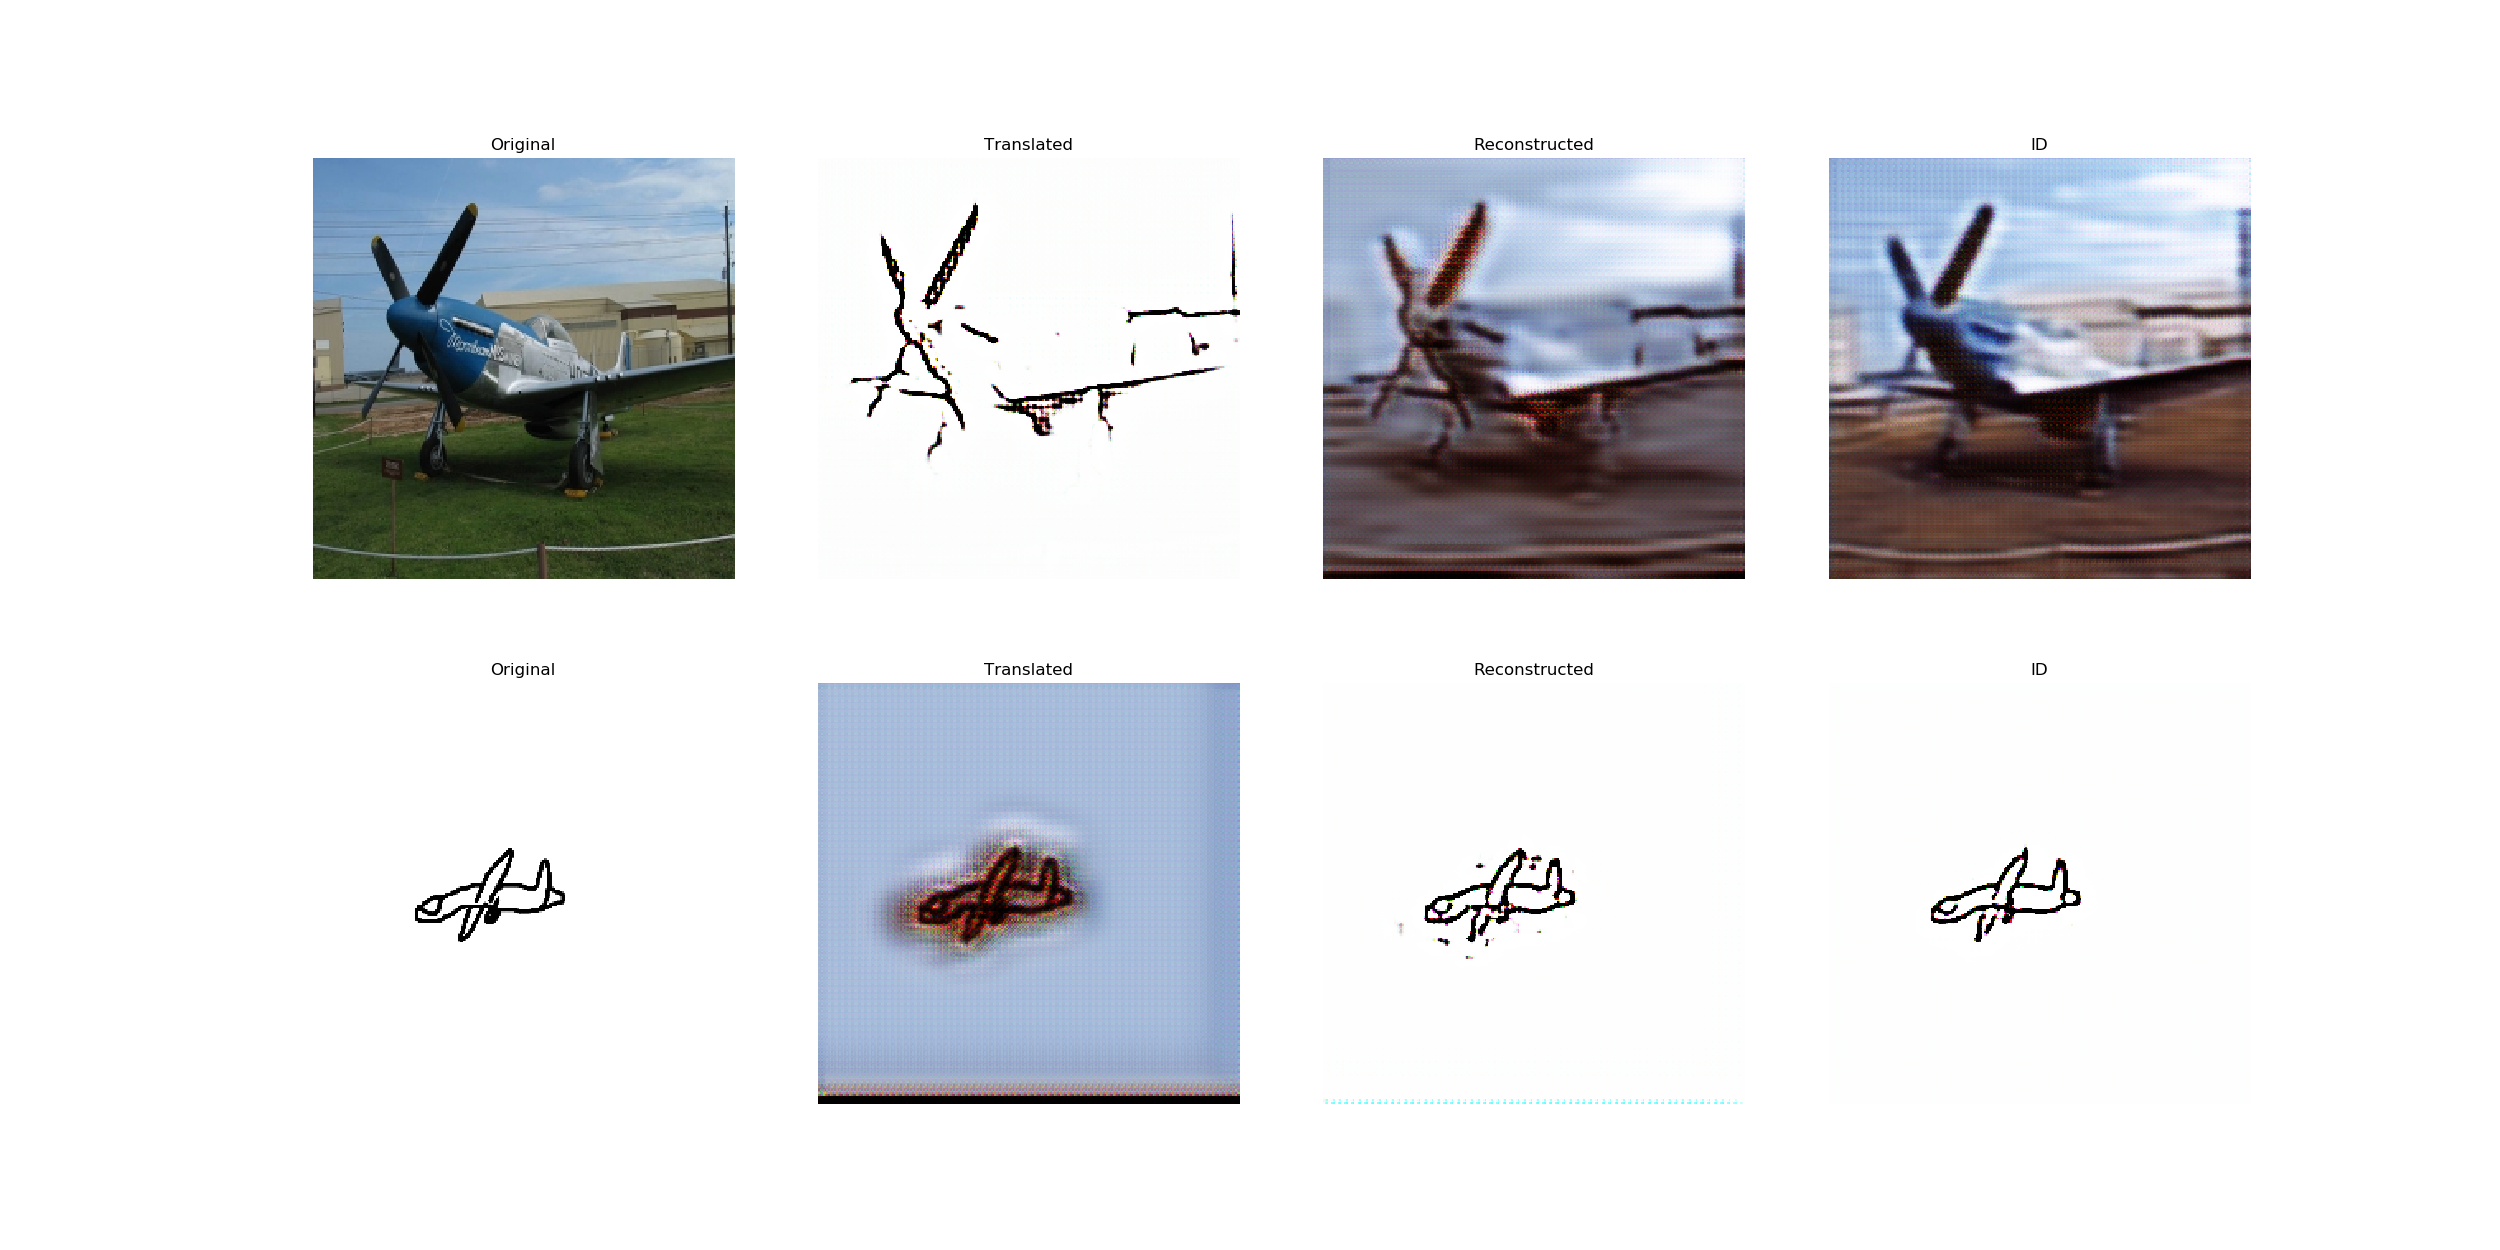 Original
Translated
Reconstructed
ID
Original
Translated
Reconstructed
ID